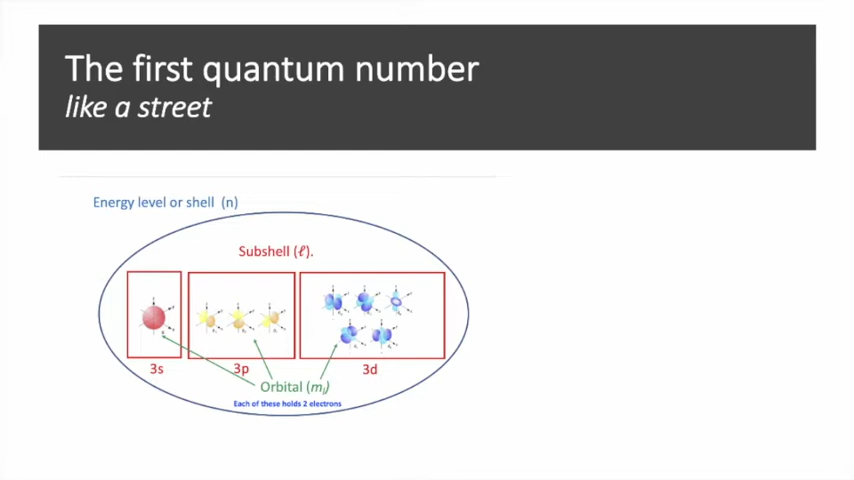 The first quantum number
like a street
Energy level or shell (n)
Subshell (ℓ).
3s
3p
3d
Orbital (mₗ)
Each of these holds 2 electrons